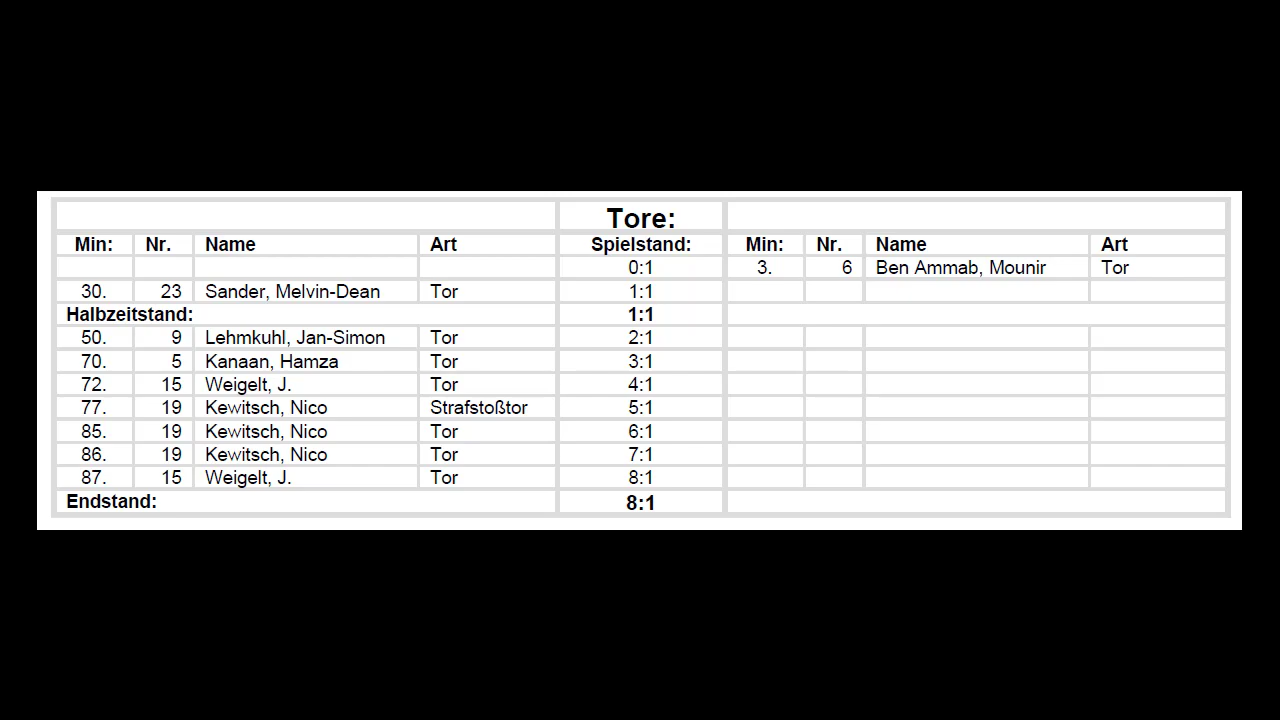 Tore:
Min: Nr. Name Art Spielstand: Min: Nr. Name Art
0:1 3. 6 Ben Ammab, Mounir Tor
30. 23 Sander, Melvin-Dean Tor 1:1
Halbzeitstand: 1:1
50. 9 Lehmkuhl, Jan-Simon Tor 2:1
70. 5 Kanaan, Hamza Tor 3:1
72. 15 Weigelt, J. Tor 4:1
77. 19 Kewitsch, Nico Strafstoßtor 5:1
85. 19 Kewitsch, Nico Tor 6:1
86. 19 Kewitsch, Nico Tor 7:1
87. 15 Weigelt, J. Tor 8:1
Endstand: 8:1